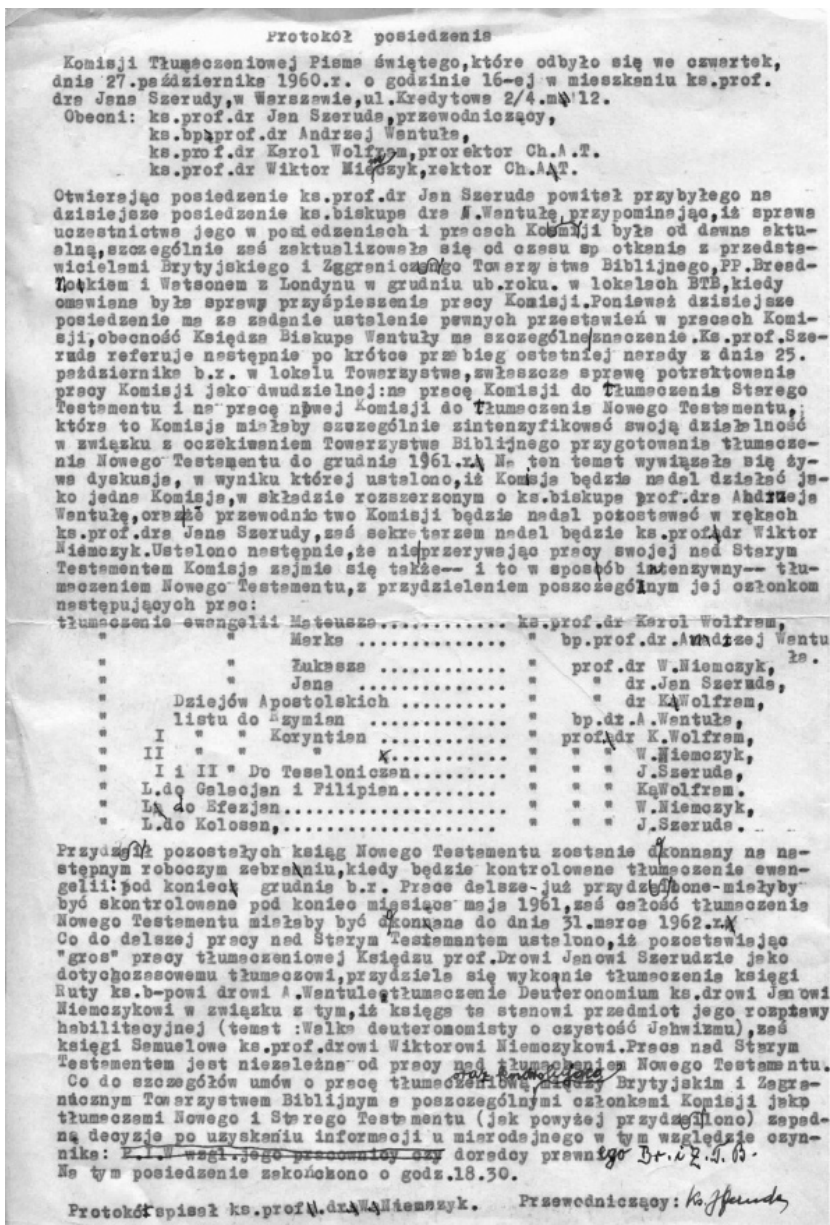 Protokół posiedzenia
Komisji Tłumaczeniowej Pisma świętego,które odbyło się we czwartek,
dnia 27.października 1960.r. o godzinie 16-ej w mieszkaniu ks.prof.
dra Jana Szerudy,w Warszawie,ul.Kredytowa 2/4.m 12.
Obecni: ks.prof.dr Jan Szeruda,przewodniczący,
ks.bp.prof.dr Andrzej Wantuła,
ks.prof.dr Karol Wolfram,prorektor Ch.A.T.
ks.prof.dr Wiktor Niemczyk,rektor Ch.A.T.
Otwierając posiedzenie ks.prof.dr Jan Szeruda powitał przybyłego na
dzisiejsze posiedzenie ks.biskupa dra A.Wantułę,przypominając,iż sprawa
uczestnictwa jego w posiedzeniach i pracach Komisji była od dawna aktu-
alną,szczególnie zaś zaktualizowała się od czasu sp otkania z przedsta-
wicielami Brytyjskiego i Zggranicznego Towarzystwa Biblijnego,PP.Bread-
 i Watsonem z Londynu w grudniu ub.roku. w lokalach BTB,kiedy
omawiana była sprawa przyśpieszenia pracy Komisji.Ponieważ dzisiejsze
posiedzenie ma za zadanie ustalenie pewnych przestawień w pracach Komi-
sji,obecność Księdza Biskupa Wantuły ma szczególne znaczenie.Ks.prof.Sze-
ruda referuje następnie po krótce przebieg ostatniej narady z dnia 25.
października b.r. w lokalu Towarzystwa,zwłaszcza sprawę potraktowania
pracy Komisji jako dwudzielnej:na pracę Komisji do tłumaczenia Starego
Testamentu i na pracę nowej Komisji do tłumaczenia Nowego Testamentu,
która to Komisja miałaby szczególnie zintenzyfikować swoją działalność
w związku z oczekiwaniem Towarzystwa Biblijnego przygotowania tłumacze-
nia Nowego Testamentu do grudnia 1961.r. Na ten temat wywiązała się ży-
wa dyskusja, w wyniku której ustalono,iż Komisja będzie nadal działać ja-
ko jedna Komisja,w składzie rozszerzonym o ks.biskupa prof.dra Andrzeja
Wantułę,oraz że przewodnictwo Komisji będzie nadal pozostawać w rękach
ks.prof.dra Jana Szerudy,zaś sekretarzem nadal będzie ks.prof.dr Wiktor
Niemczyk.Ustalono następnie,że nie przerywając pracy swojej nad Starym
Testamentem Komisja zajmie się także-- i to w sposób intenzywny-- tłu-
maczeniem Nowego Testamentu,z przydzieleniem poszczególnym jej członkom
następujących prac:
tłumaczenie ewangelii Mateusza............ ks.prof.dr Karol Wolfram,
" " Marka ............ " bp.prof.dr.Andrzej Wantu
ła.
" " Łukasza ............ " prof.dr W.Niemczyk,
" " Jana ............ " " dr.Jan Szeruda,
" Dziejów Apostolskich .......... " " dr K.Wolfram,
" listu do Rzymian ............ " bp.dr.A.Wantuła,
" I " " Koryntian ............ " prof.dr K.Wolfram,
" II " " " ............ " " " W.Niemczyk,
" I i II " Do Tesaloniczan......... " " " J.Szeruda,
" L.do Galacjan i Filipian......... " " " K.Wolfram.
" L. do Efezjan.................. " " " W.Niemczyk,
" L.do Kolosan,.................. " " " J.Szeruda.
Przydział pozostałych ksiąg Nowego Testamentu zostanie dokonnany na na-
stępnym roboczym zebraniu,kiedy będzie kontrolowane tłumaczenie ewan-
gelii:pod koniec grudnia b.r. Prace dalsze-już przydzielone-miałyby
być skontrolowane pod koniec miesiąca maja 1961,zaś całość tłumaczenia
Nowego Testamentu miałaby być dokonnana do dnia 31.marca 1962.r.
Co do dalszej pracy nad Starym Testamentem ustalono,iż pozostawiając
"gros" pracy tłumaczeniowej Księdzu prof.Drowi Janowi Szerudzie jako
dotychczasowemu tłumaczowi,przydziela się wykonanie tłumaczenia księgi
Ruty ks.b-powi drowi A.Wantule,tłumaczenie Deuteronomium ks.drowi Janowi
Niemczykowi w związku z tym,iż księga ta stanowi przedmiot jego rozprawy
habilitacyjnej (temat :Walka deuteronomisty o czystość Jahwizmu),zaś
księgi Samuelowe ks.prof.drowi Wiktorowi Niemczykowi.Praca nad Starym
Testamentem jest niezależna od pracy nad tłumaczeniem Nowego Testamentu.
Co do szczegółów umów o pracę tłumaczeniową oraz między Brytyjskim i Zagra-
nicznym Towarzystwem Biblijnym a poszczególnymi członkami Komisji jako
tłumaczami Nowego i Starego Testamentu (jak powyżej przydzielono) zapad-
ną decyzje po uzyskaniu informacji u miarodajnego w tym względzie czyn-
nika: P.I.W wzgl.jego pracownicy czy doradcy prawnego Br. i Z.T.B.
Na tym posiedzenie zakończono o godz.18.30.
Protokół spisał ks.prof.dr.W.Niemczyk. Przewodniczący: Ks. J Szeruda